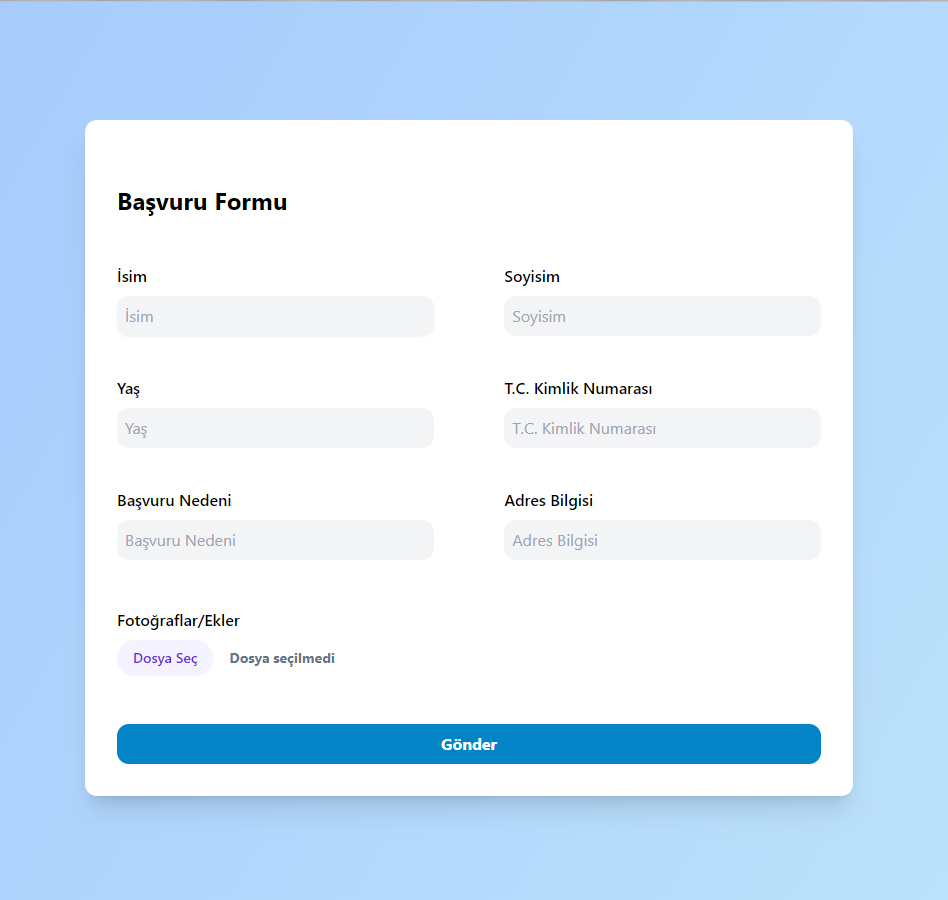 Başvuru Formu
İsim
Soyisim
İsim
Soyisim
Yaş
T.C. Kimlik Numarası
Yaş
T.C. Kimlik Numarası
Başvuru Nedeni
Adres Bilgisi
Başvuru Nedeni
Adres Bilgisi
Fotoğraflar/Ekler
Dosya Seç Dosya seçilmedi
Gönder